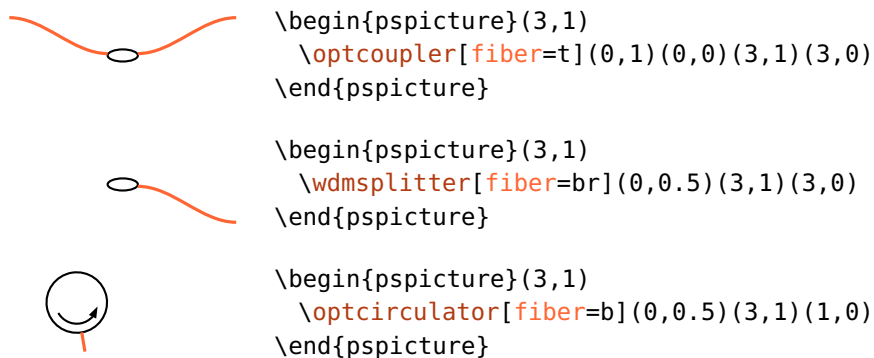 \begin{pspicture}(3,1)
  \optcoupler[fiber=t](0,1)(0,0)(3,1)(3,0)
\end{pspicture}
\begin{pspicture}(3,1)
  \wdmsplitter[fiber=br](0,0.5)(3,1)(3,0)
\end{pspicture}
\begin{pspicture}(3,1)
  \optcirculator[fiber=b](0,0.5)(3,1)(1,0)
\end{pspicture}